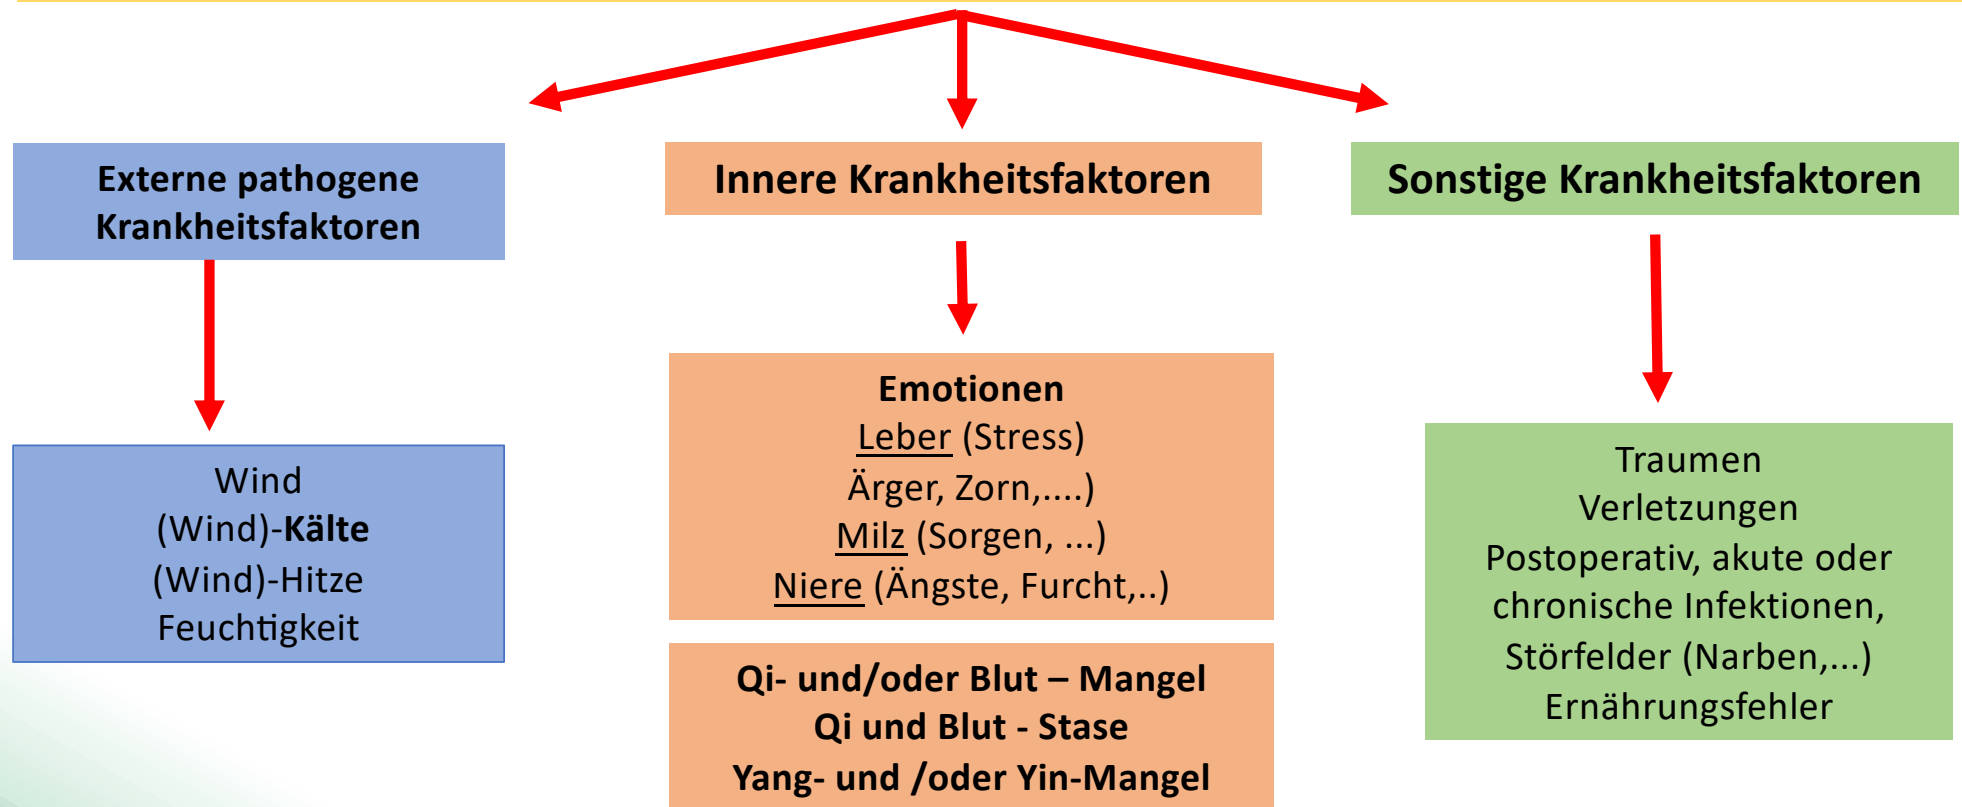 Externe pathogene
Krankheitsfaktoren
Wind
(Wind)-Kälte
(Wind)-Hitze
Feuchtigkeit
Innere Krankheitsfaktoren
Emotionen
Leber (Stress)
Ärger, Zorn,....)
Milz (Sorgen, ...)
Niere (Ängste, Furcht,..)
Qi- und/oder Blut – Mangel
Qi und Blut - Stase
Yang- und /oder Yin-Mangel
Sonstige Krankheitsfaktoren
Traumen
Verletzungen
Postoperativ, akute oder
chronische Infektionen,
Störfelder (Narben,...)
Ernährungsfehler